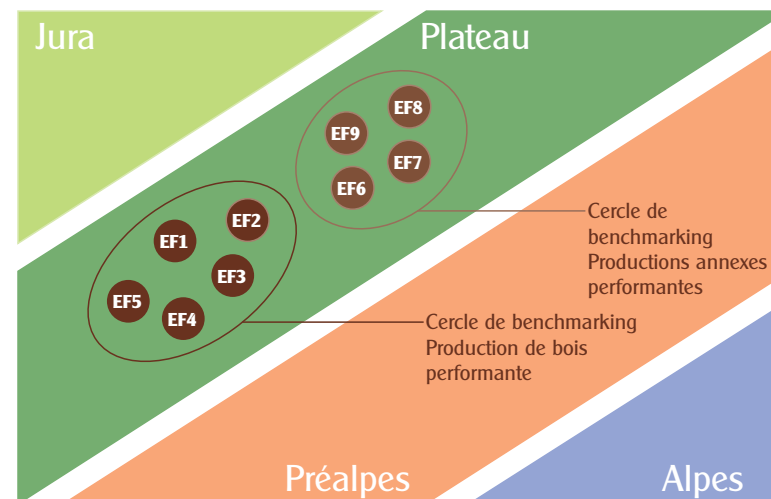 Jura
Plateau
EF8
EF9
EF7
EF6
Cercle de
benchmarking
Productions annexes
performantes
EF2
EF1
EF3
EF5
EF4
Cercle de benchmarking
Production de bois
performante
Préalpes
Alpes